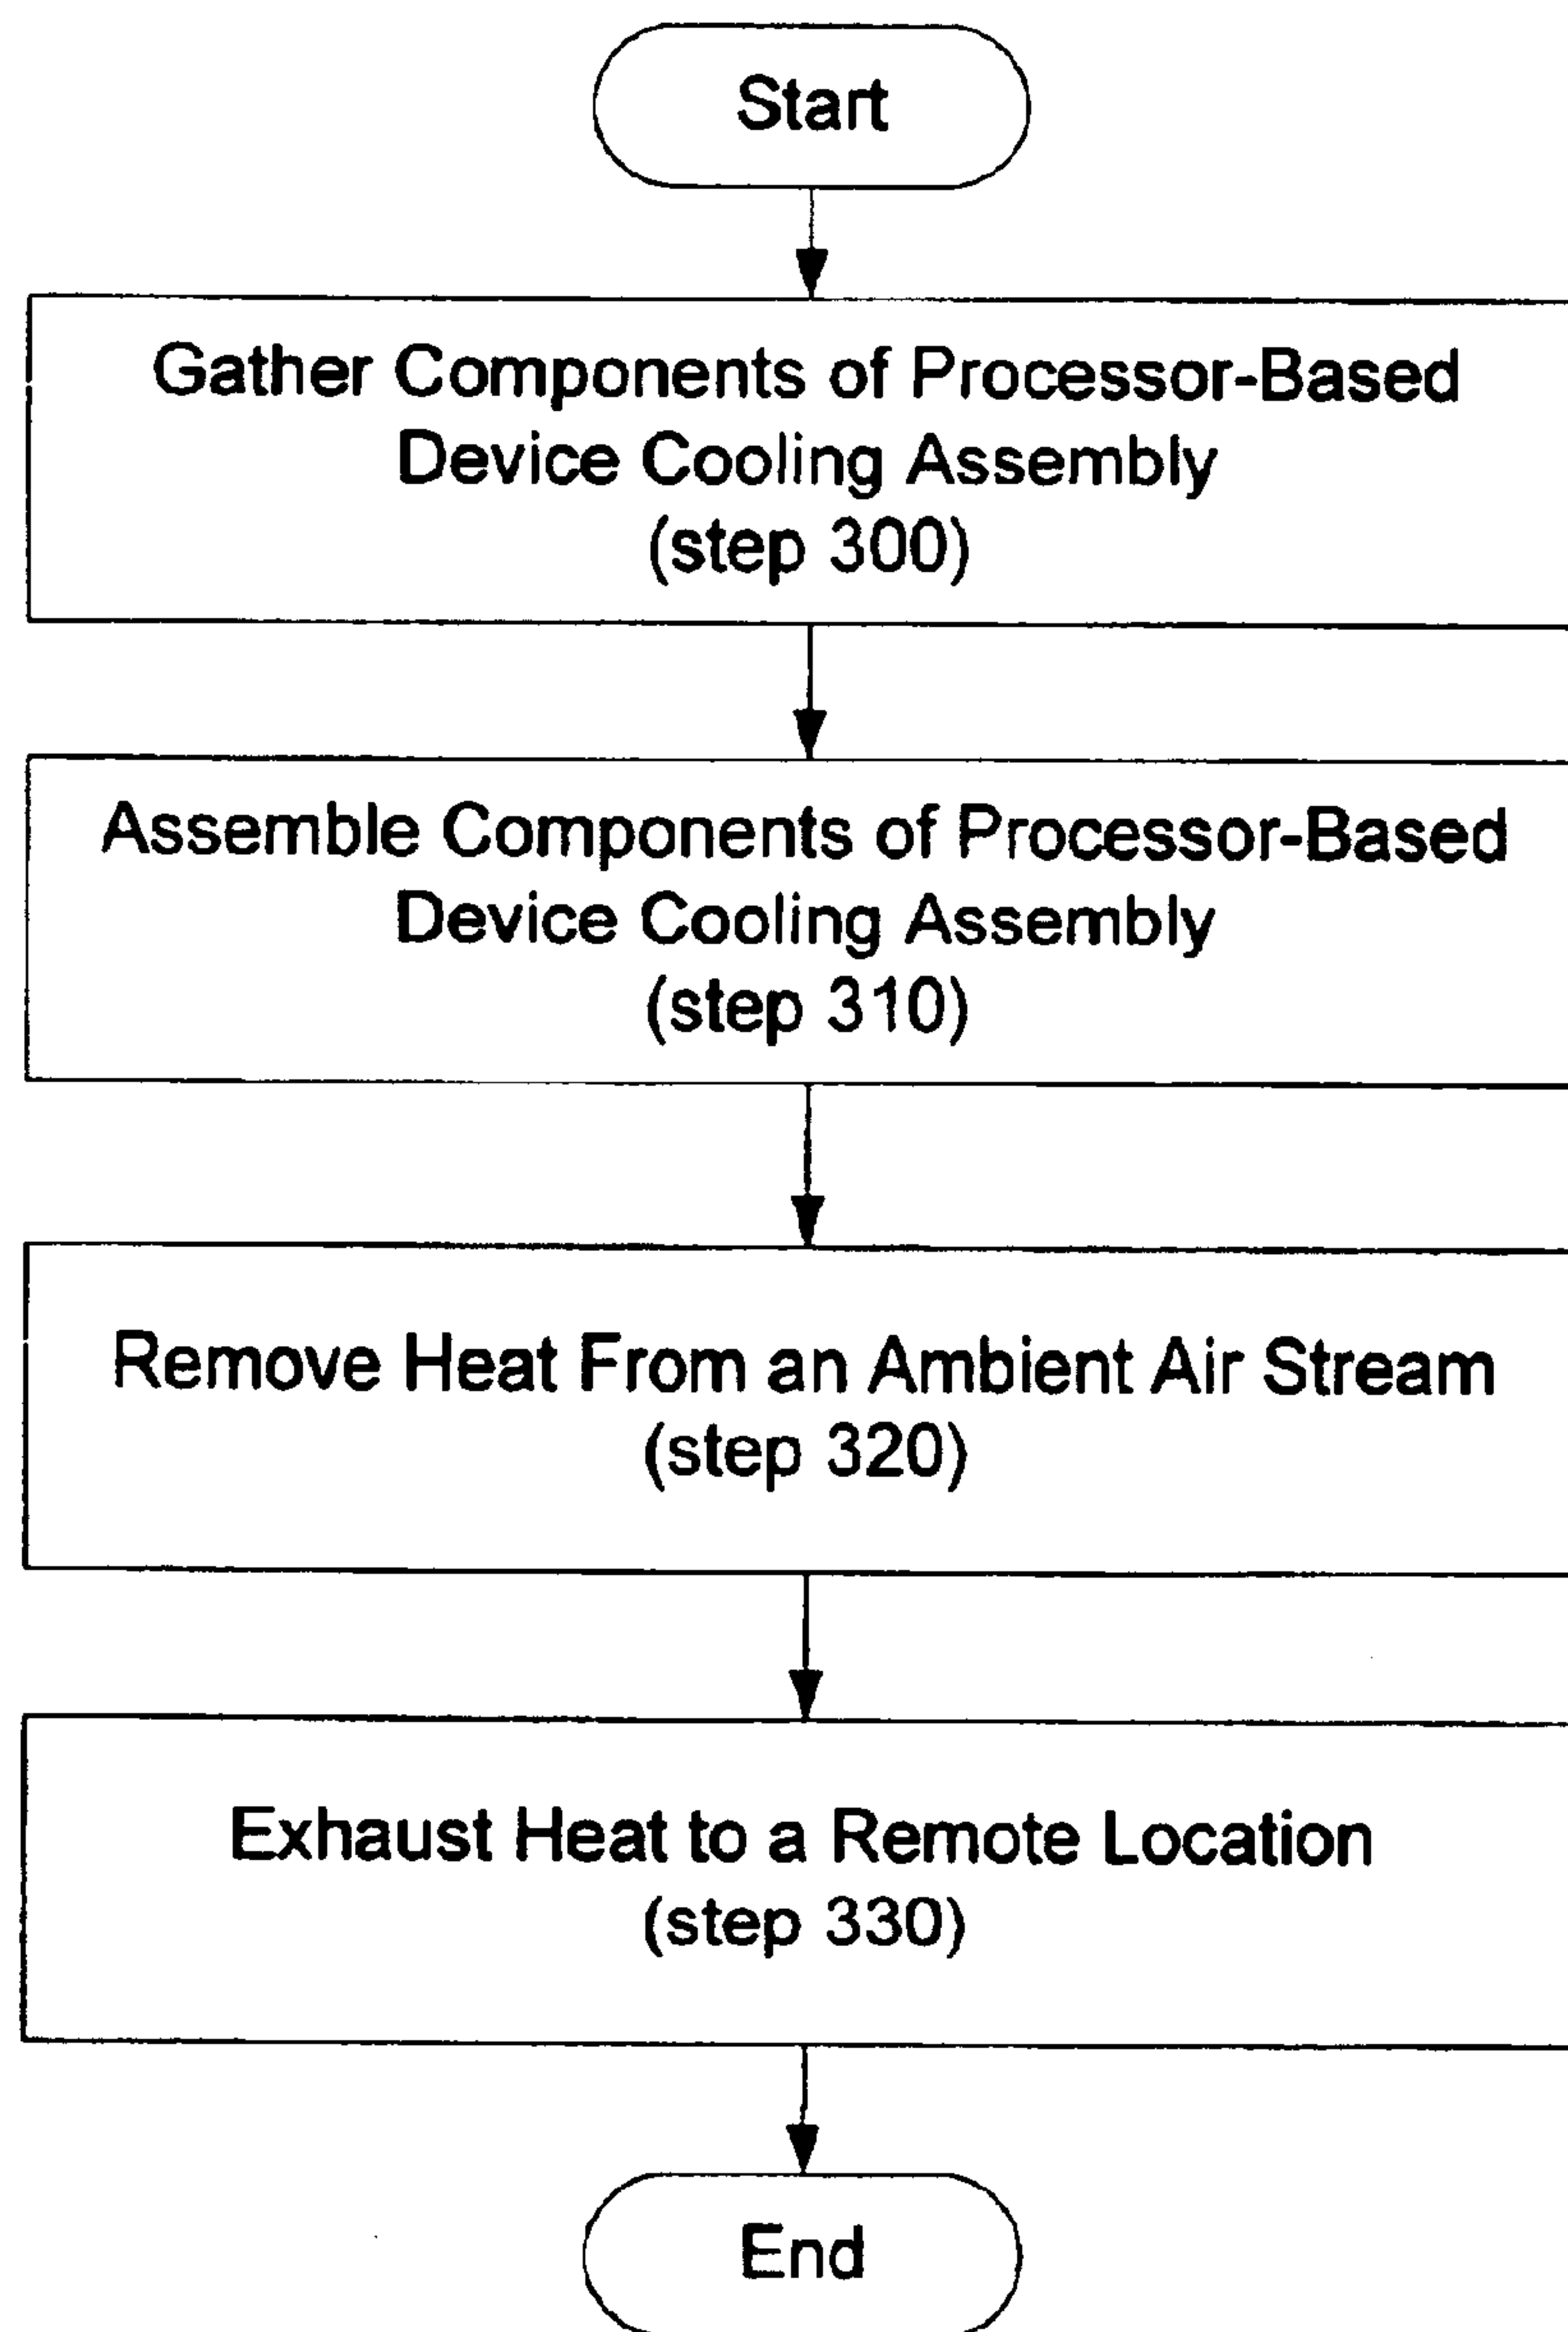 Start
Gather Components of Processor-Based
Device Cooling Assembly
(step 300)
Assemble Components of Processor-Based
Device Cooling Assembly
(step 310)
Remove Heat From an Ambient Air Stream
(step 320)
Exhaust Heat to a Remote Location
(step 330)
End